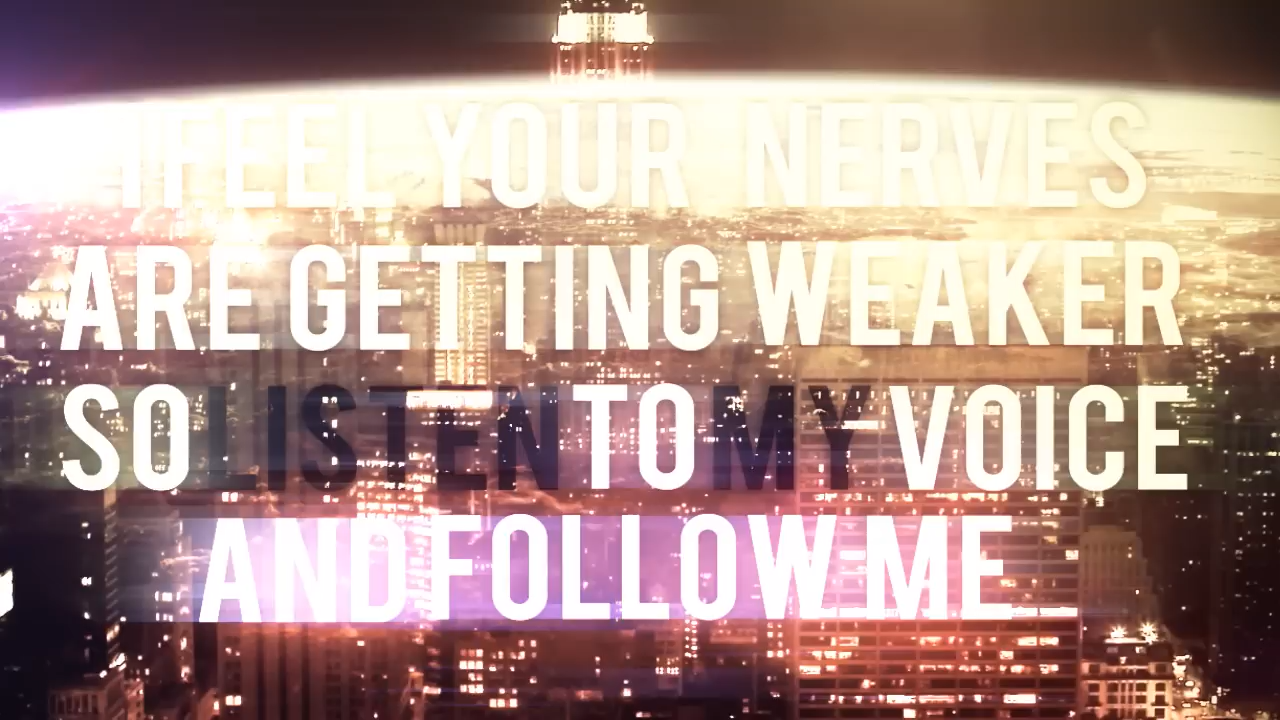 I FEEL YOUR NERVES
ARE GETTING WEAKER
SO LISTEN TO MY VOICE
AND FOLLOW ME